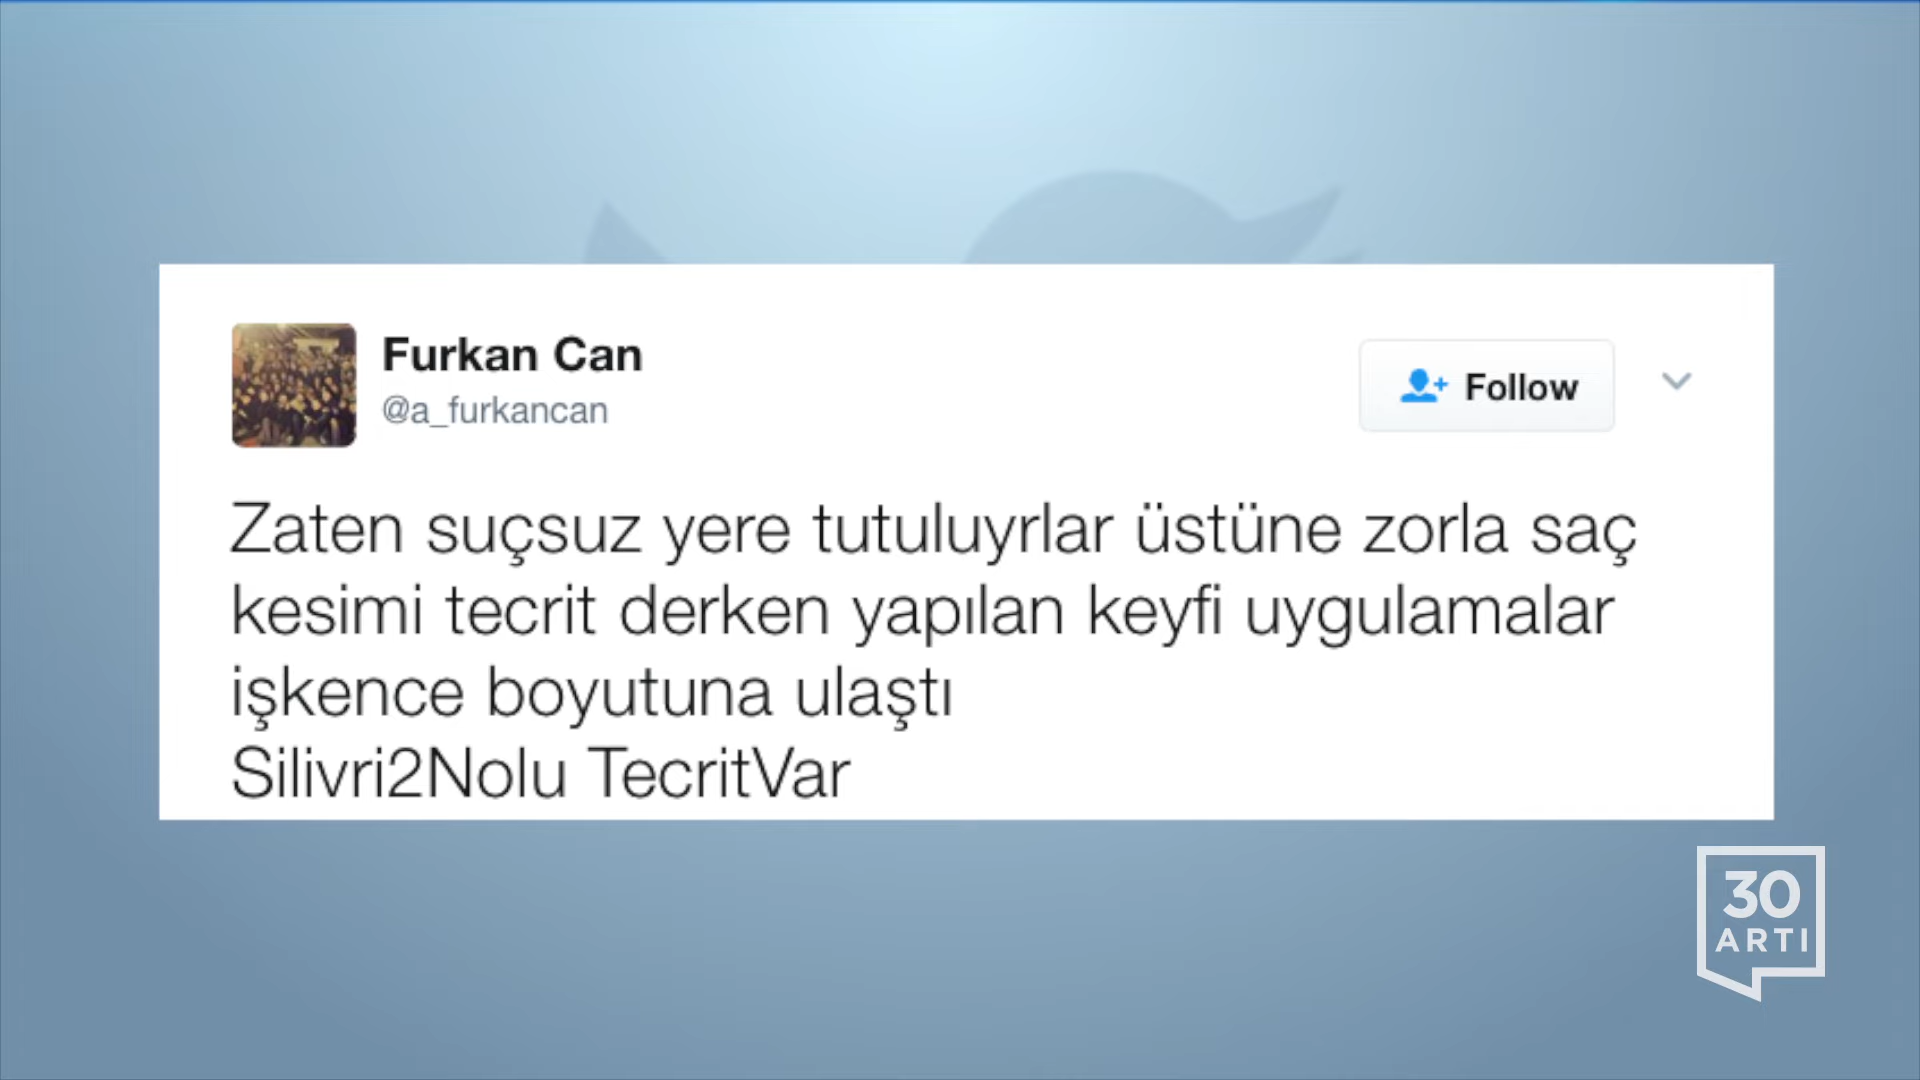 Furkan Can
@a_furkancan
Follow
Zaten suçsuz yere tutuluyrlar üstüne zorla saç
kesimi tecrit derken yapılan keyfi uygulamalar
işkence boyutuna ulaştı
Silivri2Nolu TecritVar
30
ARTI